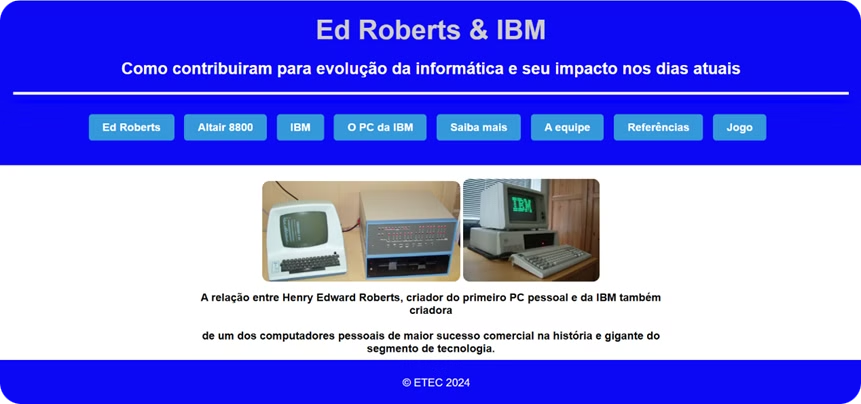 Ed Roberts & IBM
Como contribuiram para evolução da informática e seu impacto nos dias atuais
Ed Roberts
Altair 8800
IBM
O PC da IBM
Saiba mais
A equipe
Referências
Jogo
IBM
A relação entre Henry Edward Roberts, criador do primeiro PC pessoal e da IBM também
criadora
de um dos computadores pessoais de maior sucesso comercial na história e gigante do
segmento de tecnologia.
© ETEC 2024